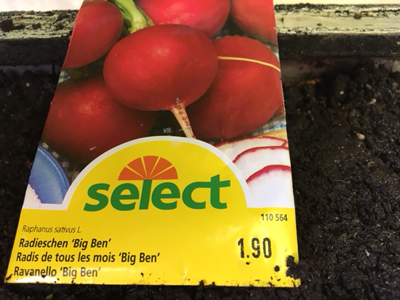 select
110 564
Raphanus sativus L.
Radieschen 'Big Ben'
Radis de tous les mois 'Big Ben'
Ravanello 'Big Ben'
1.90